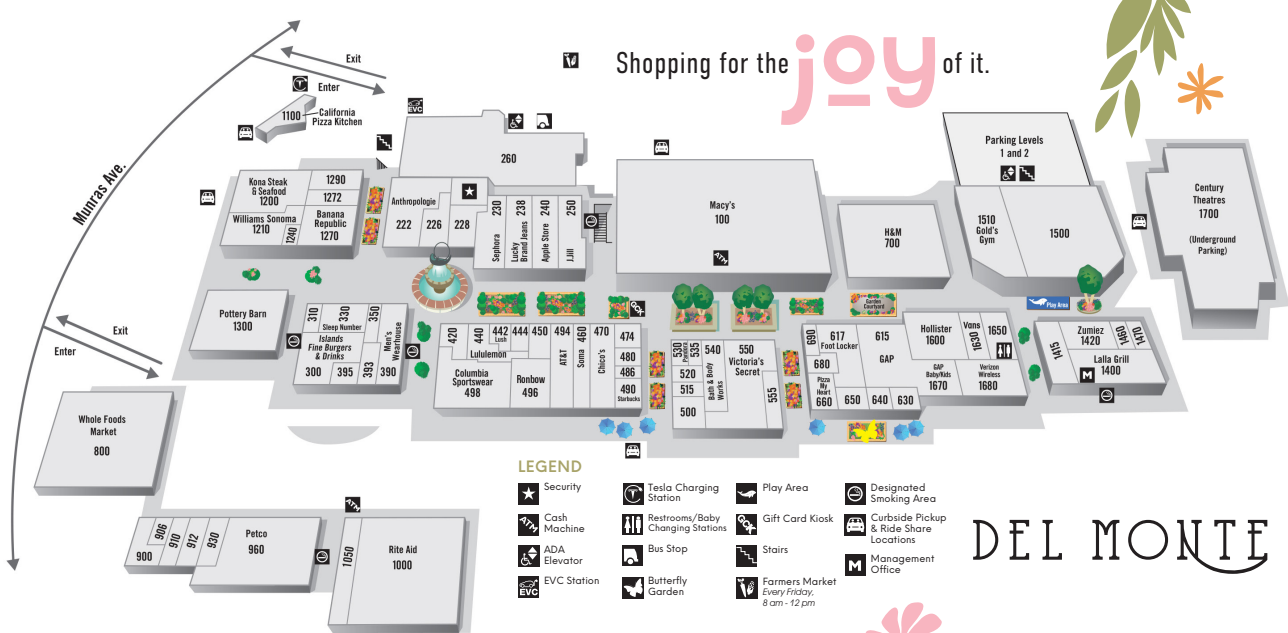 Shopping for the joy of it.
Exit
Enter
Munras Ave.
1100
California
Pizza Kitchen
EVC
260
Kona Steak
& Seafood
1200
1290
1272
Williams Sonoma
1210
1240
Banana
Republic
1270
Anthropologie
222
226
228
230
Sephora
238
Lucky
Brand Jeans
240
Apple Store
250
J.Jill
Macy's
100
ATM
H&M
700
Parking Levels
1 and 2
1510
Gold's
Gym
1500
Century
Theatres
1700
(Underground
Parking)
Exit
Enter
Pottery Barn
1300
310
330
Sleep Number
350
Islands
Fine Burgers
& Drinks
300
395
393
Men's
Wearhouse
390
420
440
442
Lush
444
450
494
AT&T
460
Soma
470
Chico's
474
480
486
490
Starbucks
Lululemon
Columbia
Sportswear
498
Ronbow
496
GCK
530
535
540
520
515
500
Bath & Body
Works
550
Victoria's
Secret
555
Garden
Courtyard
690
617
Foot Locker
615
GAP
680
Pizza
My
Heart
660
650
640
630
Hollister
1600
Vans
1030
1650
GAP
Baby/Kids
1670
Verizon
Wireless
1680
Play Area
1415
Zumiez
1420
1460
1470
Lalla Grill
1400
M
Whole Foods
Market
800
900
906
910
912
930
Petco
960
ATM
1050
Rite Aid
1000
LEGEND
Security
ATM
Cash
Machine
ADA
Elevator
EVC
EVC Station
Tesla Charging
Station
Restrooms/Baby
Changing Stations
Bus Stop
Butterfly
Garden
Play Area
GCK
Gift Card Kiosk
Stairs
Farmers Market
Every Friday,
8 am - 12 pm
Designated
Smoking Area
Curbside Pickup
& Ride Share
Locations
M
Management
Office
DEL MONTE